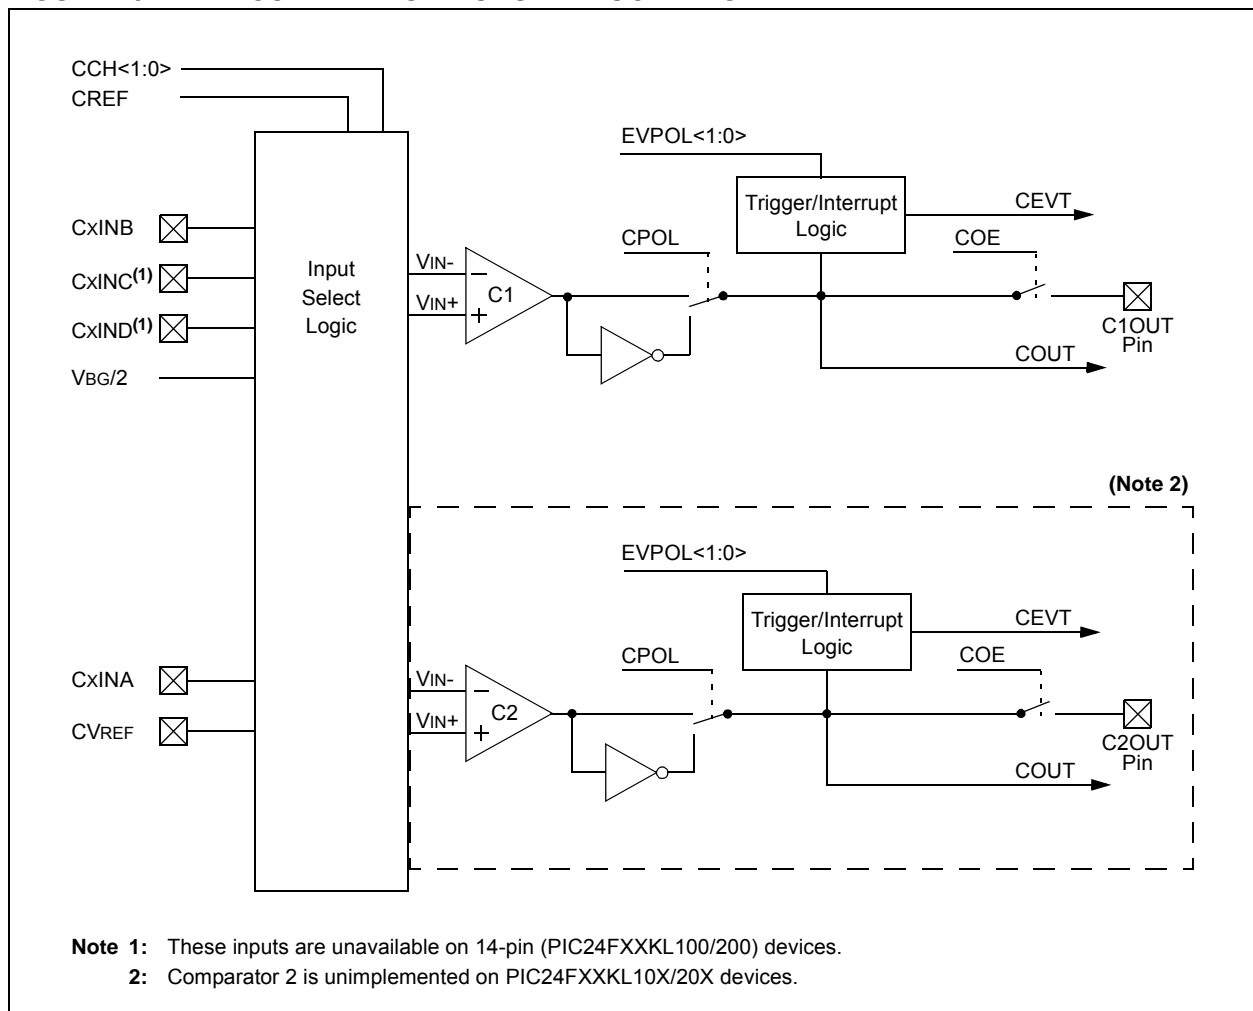 CCH<1:0>
CREF
EVPOL<1:0>
Trigger/Interrupt
Logic
CEVT
CxINB
CPOL
COE
CxINC(1)
Input
Select
Logic
VIN-
VIN+
C1
CxIND(1)
C1OUT
Pin
COUT
VBG/2
(Note 2)
EVPOL<1:0>
Trigger/Interrupt
Logic
CEVT
CPOL
COE
CxINA
VIN-
VIN+
C2
CVREF
C2OUT
Pin
COUT
Note 1: These inputs are unavailable on 14-pin (PIC24FXXKL100/200) devices.
2: Comparator 2 is unimplemented on PIC24FXXKL10X/20X devices.